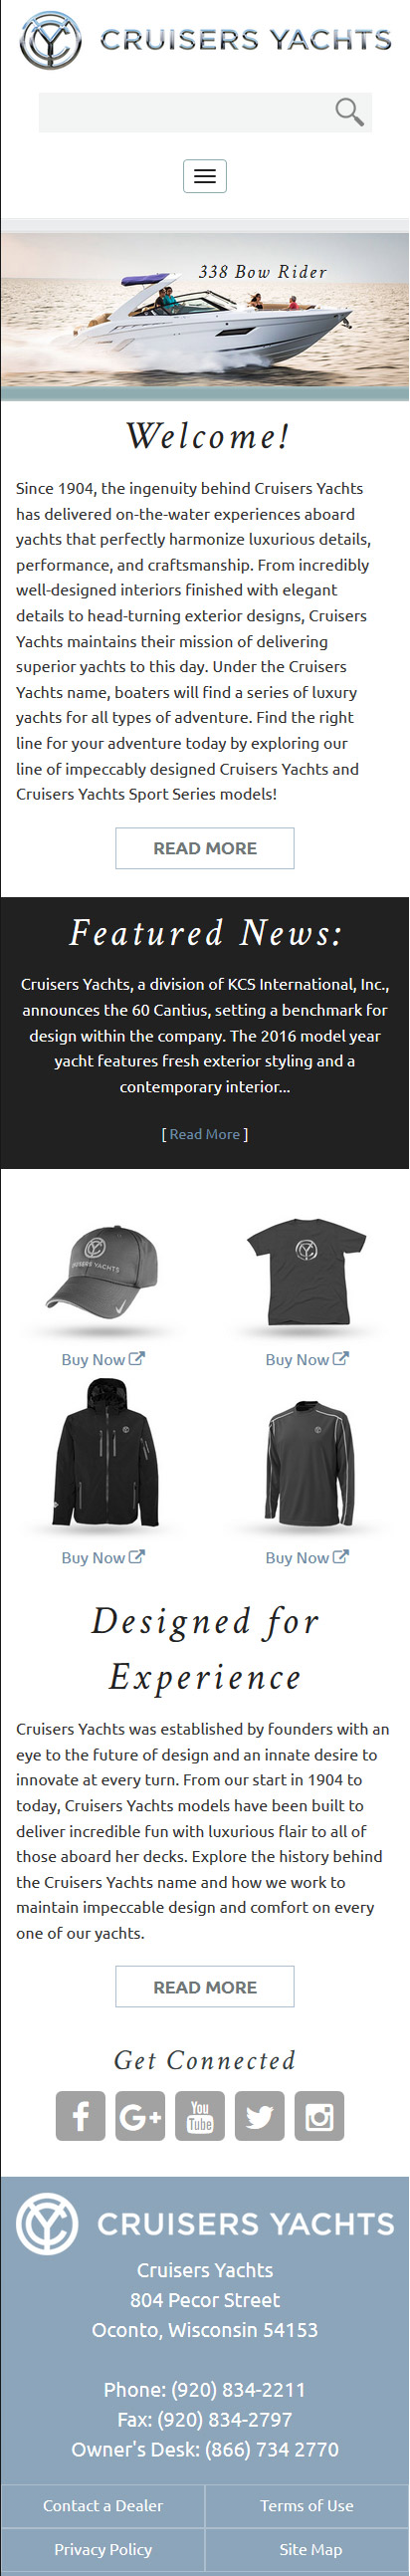 CRUISERS YACHTS
338 Bow Rider
Welcome!
Since 1904, the ingenuity behind Cruisers Yachts
has delivered on-the-water experiences aboard
yachts that perfectly harmonize luxurious details,
performance, and craftsmanship. From incredibly
well-designed interiors finished with elegant
details to head-turning exterior designs, Cruisers
Yachts maintains their mission of delivering
superior yachts to this day. Under the Cruisers
Yachts name, boaters will find a series of luxury
yachts for all types of adventure. Find the right
line for your adventure today by exploring our
line of impeccably designed Cruisers Yachts and
Cruisers Yachts Sport Series models!
READ MORE
Featured News:
Cruisers Yachts, a division of KCS International, Inc.,
announces the 60 Cantius, setting a benchmark for
design within the company. The 2016 model year
yacht features fresh exterior styling and a
contemporary interior...
[ Read More ]
CRUISERS YACHTS
Buy Now
Buy Now
Buy Now
Buy Now
Designed for
Experience
Cruisers Yachts was established by founders with an
eye to the future of design and an innate desire to
innovate at every turn. From our start in 1904 to
today, Cruisers Yachts models have been built to
deliver incredible fun with luxurious flair to all of
those aboard her decks. Explore the history behind
the Cruisers Yachts name and how we work to
maintain impeccable design and comfort on every
one of our yachts.
READ MORE
Get Connected
You
Tube
CRUISERS YACHTS
Cruisers Yachts
804 Pecor Street
Oconto, Wisconsin 54153
Phone: (920) 834-2211
Fax: (920) 834-2797
Owner's Desk: (866) 734 2770
Contact a Dealer
Terms of Use
Privacy Policy
Site Map